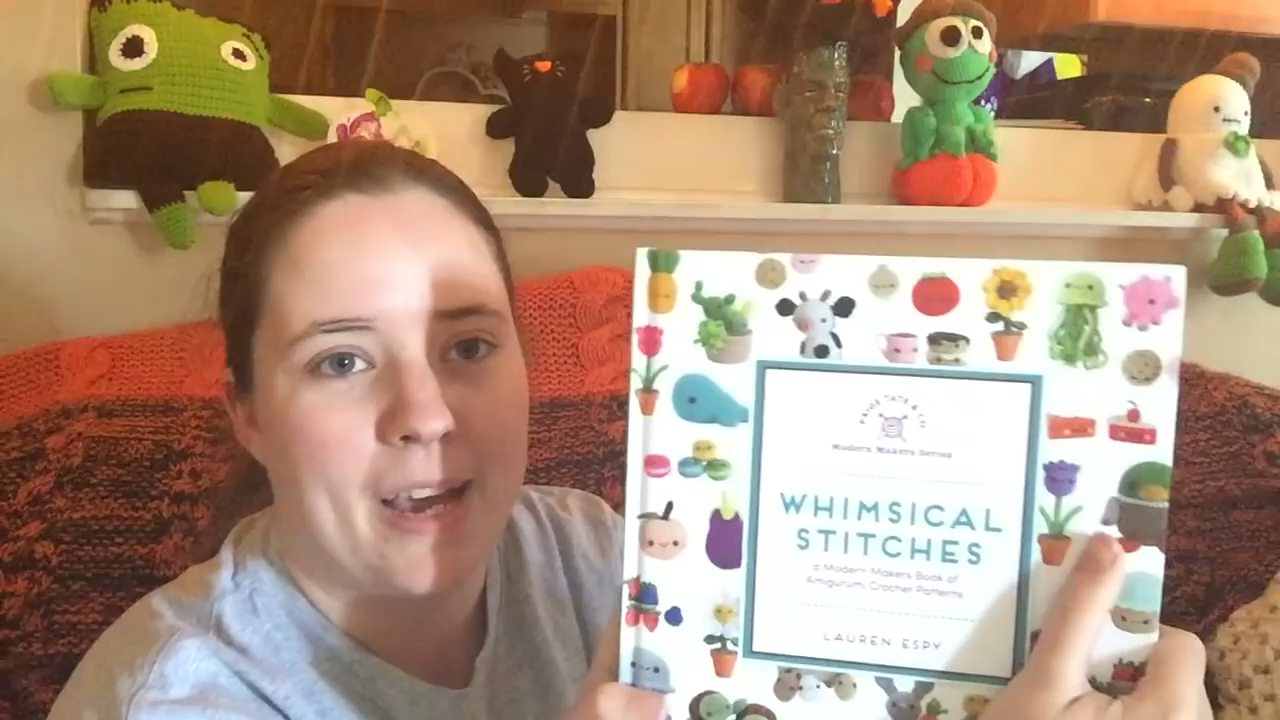 PAIGE TATE & CO
Modern Makers Series
WHIMSICAL
STITCHES
a Modern Makers Book of
Amigurumi Crochet Patterns
LAUREN ESPY